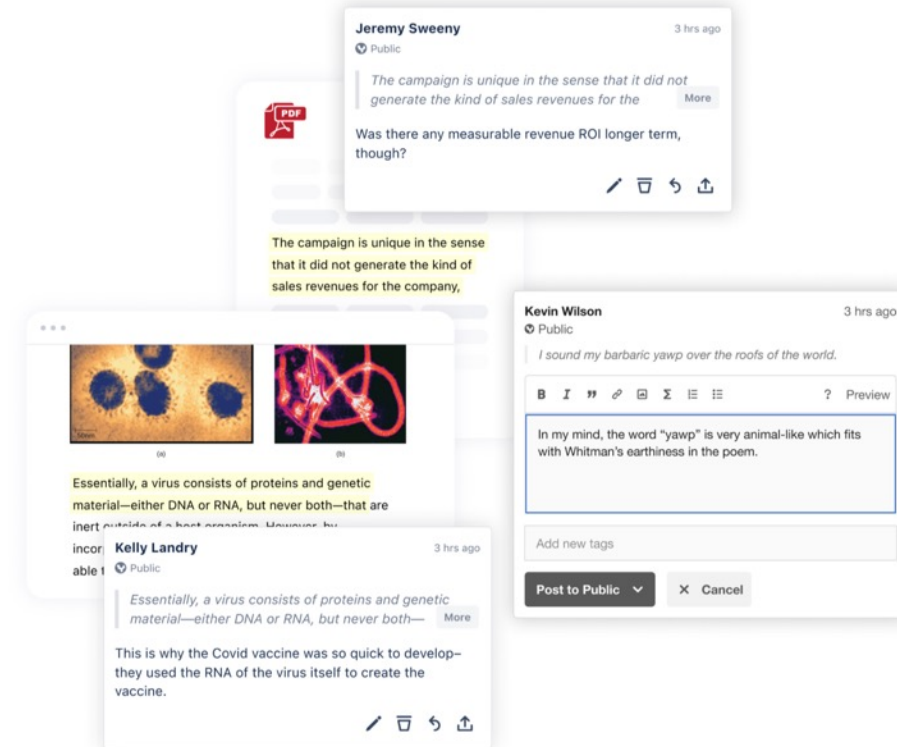 Jeremy Sweeny
3 hrs ago
Public
The campaign is unique in the sense that it did not
generate the kind of sales revenues for the
More
Was there any measurable revenue ROI longer term,
though?
PDF
The campaign is unique in the sense
that it did not generate the kind of
sales revenues for the company,
Kevin Wilson
3 hrs ago
Public
I sound my barbaric yawp over the roofs of the world.
B I ” Σ ? Preview
In my mind, the word “yawp” is very animal-like which fits
with Whitman’s earthiness in the poem.
Add new tags
Post to Public
× Cancel
50nm
(a)
(b)
Essentially, a virus consists of proteins and genetic
material—either DNA or RNA, but never both—that are
inert outside of a host organism. However, by
incor
able t
Kelly Landry
3 hrs ago
Public
Essentially, a virus consists of proteins and genetic
material—either DNA or RNA, but never both—
More
This is why the Covid vaccine was so quick to develop–
they used the RNA of the virus itself to create the
vaccine.